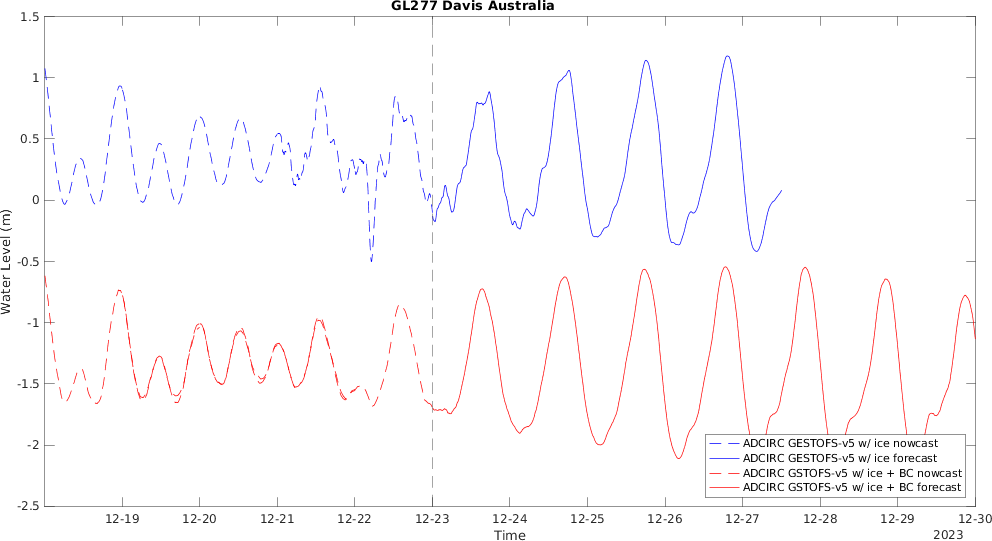 GL277 Davis Australia
1.5
1
0.5
0
-0.5
-1
-1.5
-2
-2.5
Water Level (m)
ADCIRC GESTOFS-v5 w/ ice nowcast
ADCIRC GESTOFS-v5 w/ ice forecast
ADCIRC GSTOFS-v5 w/ ice + BC nowcast
ADCIRC GSTOFS-v5 w/ ice + BC forecast
12-19 12-20 12-21 12-22 12-23 12-24 12-25 12-26 12-27 12-28 12-29 12-30
Time
2023